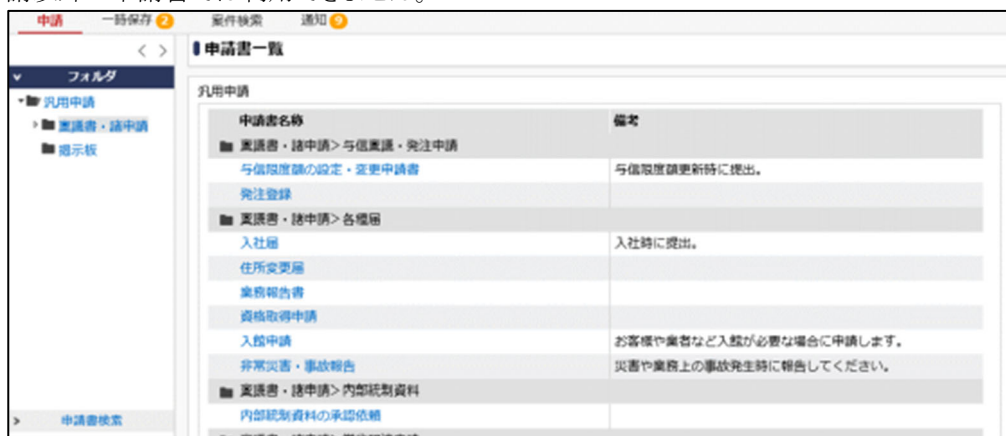 申請 一時保存 2 案件検索 通知 9
< >
申請書一覧
フォルダ
汎用申請
汎用申請
稟議書・諸申請
掲示板
申請書名称 備考
稟議書・諸申請>与信稟議・発注申請
与信限度額の設定・変更申請書 与信限度額更新時に提出。
発注登録
稟議書・諸申請>各種届
入社届 入社時に提出。
住所変更届
業務報告書
資格取得申請
入館申請 お客様や業者など入館が必要な場合に申請します。
非常災害・事故報告 災害や業務上の事故発生時に報告してください。
稟議書・諸申請>内部統制資料
内部統制資料の承認依頼
申請書検索